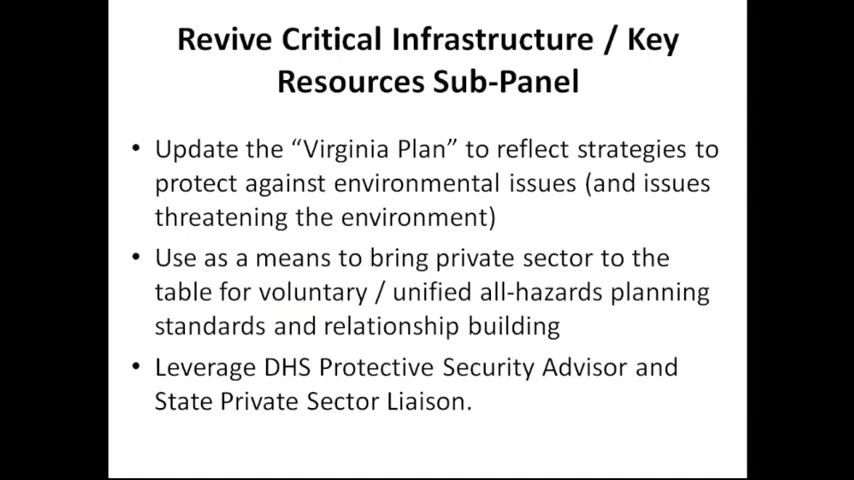 Revive Critical Infrastructure / Key
Resources Sub-Panel
• Update the “Virginia Plan” to reflect strategies to
protect against environmental issues (and issues
threatening the environment)
• Use as a means to bring private sector to the
table for voluntary / unified all-hazards planning
standards and relationship building
• Leverage DHS Protective Security Advisor and
State Private Sector Liaison.